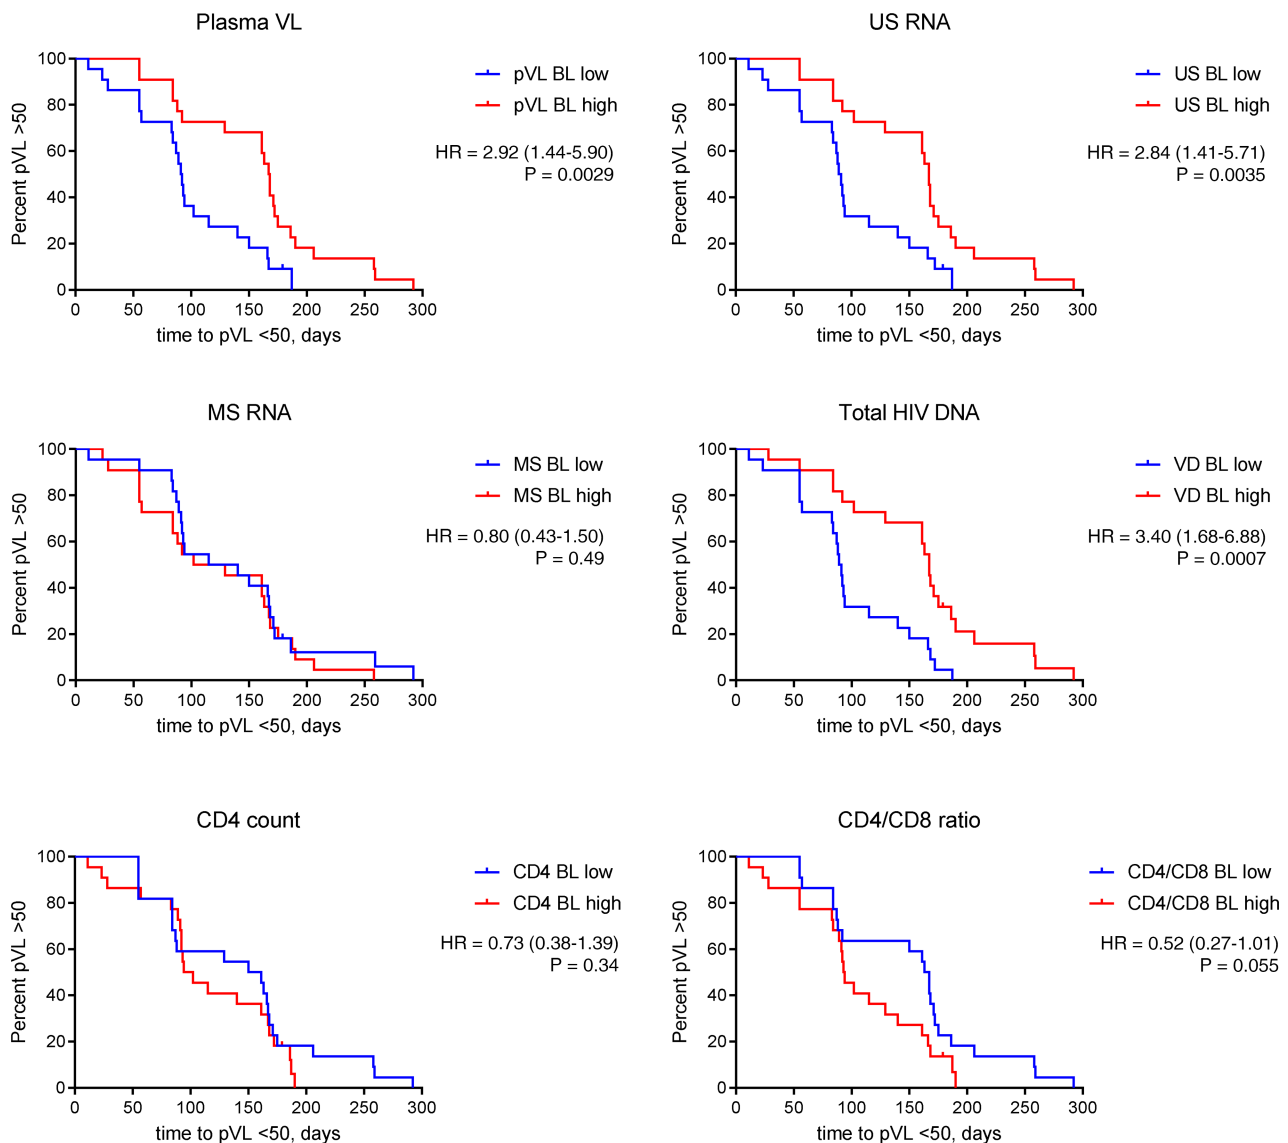 Plasma VL
Percent pVL >50
100
80
60
40
20
0
0 50 100 150 200 250 300
time to pVL <50, days
pVL BL low
pVL BL high
HR = 2.92 (1.44-5.90)
P = 0.0029
US RNA
Percent pVL >50
100
80
60
40
20
0
0 50 100 150 200 250 300
time to pVL <50, days
US BL low
US BL high
HR = 2.84 (1.41-5.71)
P = 0.0035
MS RNA
Percent pVL >50
100
80
60
40
20
0
0 50 100 150 200 250 300
time to pVL <50, days
MS BL low
MS BL high
HR = 0.80 (0.43-1.50)
P = 0.49
Total HIV DNA
Percent pVL >50
100
80
60
40
20
0
0 50 100 150 200 250 300
time to pVL <50, days
VD BL low
VD BL high
HR = 3.40 (1.68-6.88)
P = 0.0007
CD4 count
Percent pVL >50
100
80
60
40
20
0
0 50 100 150 200 250 300
time to pVL <50, days
CD4 BL low
CD4 BL high
HR = 0.73 (0.38-1.39)
P = 0.34
CD4/CD8 ratio
Percent pVL >50
100
80
60
40
20
0
0 50 100 150 200 250 300
time to pVL <50, days
CD4/CD8 BL low
CD4/CD8 BL high
HR = 0.52 (0.27-1.01)
P = 0.055